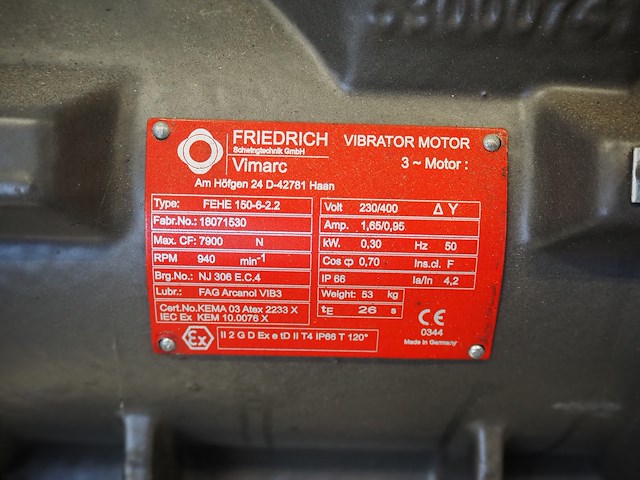 FRIEDRICH
Schwingtechnik GmbH
Vimarc
VIBRATOR MOTOR
3 ~ Motor :
Am Höfgen 24 D-42781 Haan
Type: FEHE 150-6-2.2
Fabr.No.: 18071530
Max. CF: 7900 N
RPM 940 min-1
Brg.No.: NJ 306 E.C.4
Lubr.: FAG Arcanol VIB3
Cert.No.KEMA 03 Atex 2233 X
IEC Ex KEM 10.0076 X
Volt 230/400 Δ Y
Amp. 1,65/0,95
kW. 0,30 Hz 50
Cos φ 0,70 Ins.cl. F
IP 66 Ia/In 4,2
Weight: 53 kg
tE 26 s
CE
0344
Made in Germany
Ex II 2 G D Ex e tD II T4 IP66 T 120°